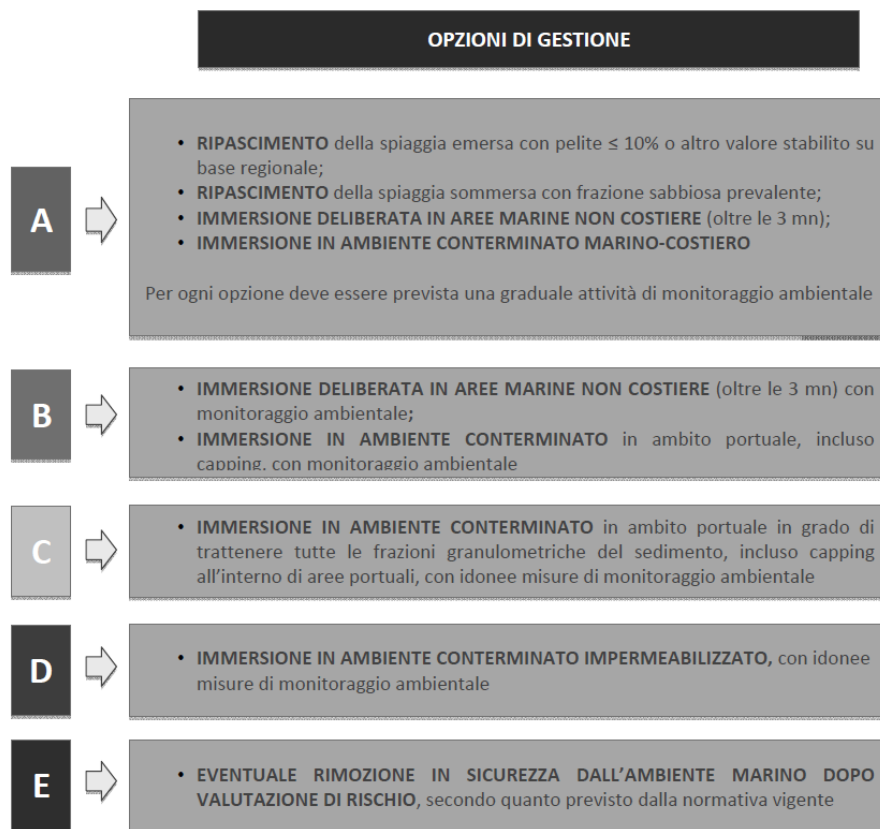 OPZIONI DI GESTIONE
A
• RIPASCIMENTO della spiaggia emersa con pelite ≤ 10% o altro valore stabilito su
base regionale;
• RIPASCIMENTO della spiaggia sommersa con frazione sabbiosa prevalente;
• IMMERSIONE DELIBERATA IN AREE MARINE NON COSTIERE (oltre le 3 mn);
• IMMERSIONE IN AMBIENTE CONTERMINATO MARINO-COSTIERO
Per ogni opzione deve essere prevista una graduale attività di monitoraggio ambientale
B
• IMMERSIONE DELIBERATA IN AREE MARINE NON COSTIERE (oltre le 3 mn) con
monitoraggio ambientale;
• IMMERSIONE IN AMBIENTE CONTERMINATO in ambito portuale, incluso
capping, con monitoraggio ambientale
C
• IMMERSIONE IN AMBIENTE CONTERMINATO in ambito portuale in grado di
trattenere tutte le frazioni granulometriche del sedimento, incluso capping
all'interno di aree portuali, con idonee misure di monitoraggio ambientale
D
• IMMERSIONE IN AMBIENTE CONTERMINATO IMPERMEABILIZZATO, con idonee
misure di monitoraggio ambientale
E
• EVENTUALE RIMOZIONE IN SICUREZZA DALL'AMBIENTE MARINO DOPO
VALUTAZIONE DI RISCHIO, secondo quanto previsto dalla normativa vigente